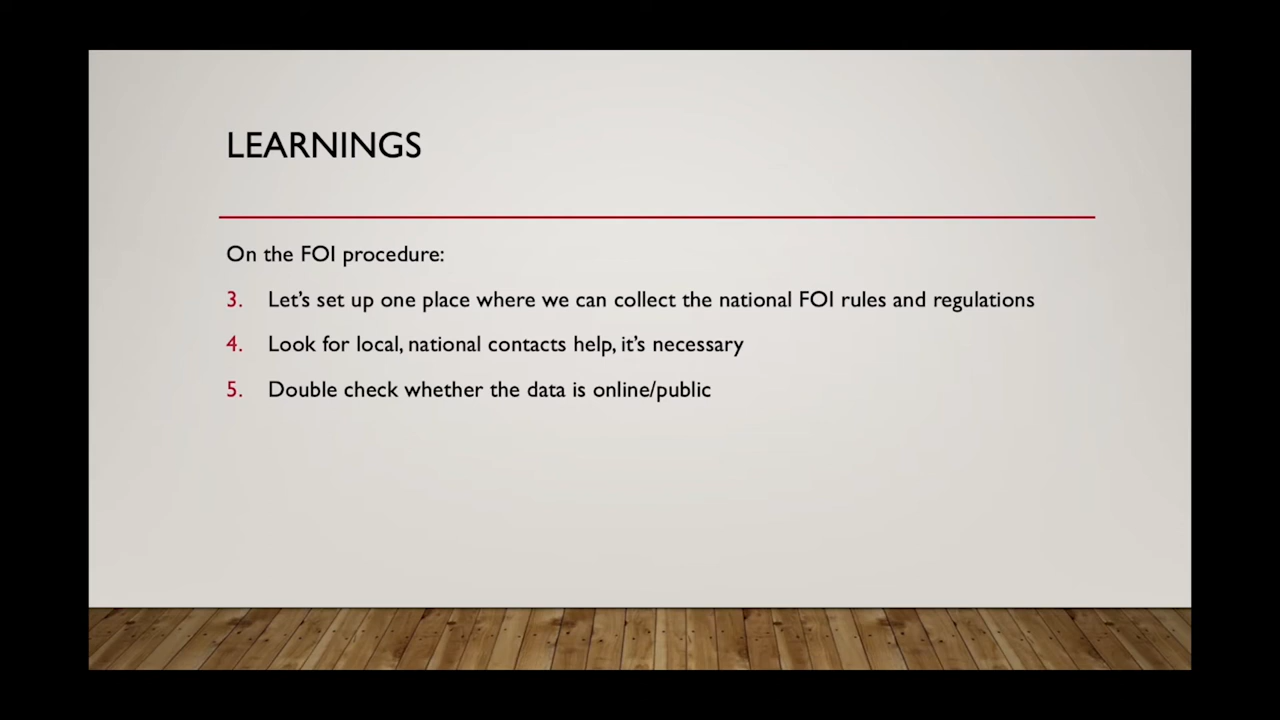 LEARNINGS
On the FOI procedure:
3. Let's set up one place where we can collect the national FOI rules and regulations
4. Look for local, national contacts help, it's necessary
5. Double check whether the data is online/public